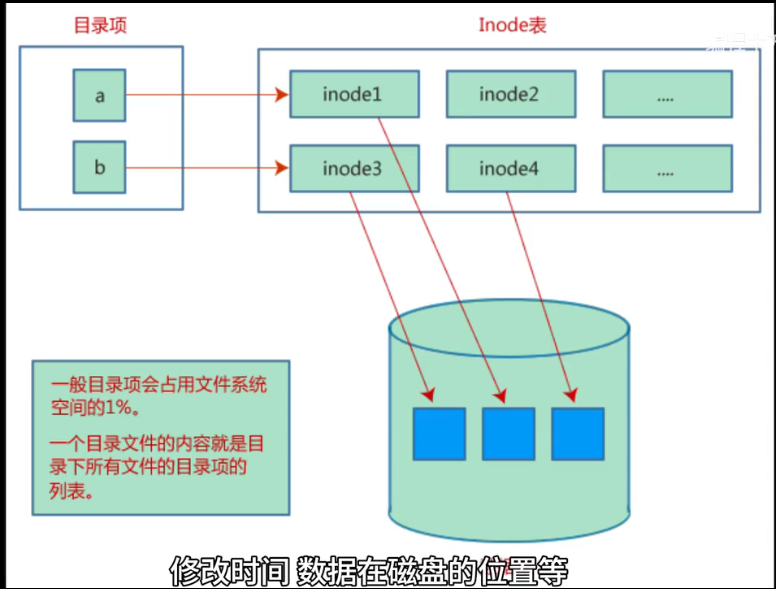 目录项
Inode表
a
inode1
inode2
....
b
inode3
inode4
....
一般目录项会占用文件系统
空间的1%。
一个目录文件的内容就是目
录下所有文件的目录项的
列表。
修改时间 数据在磁盘的位置等